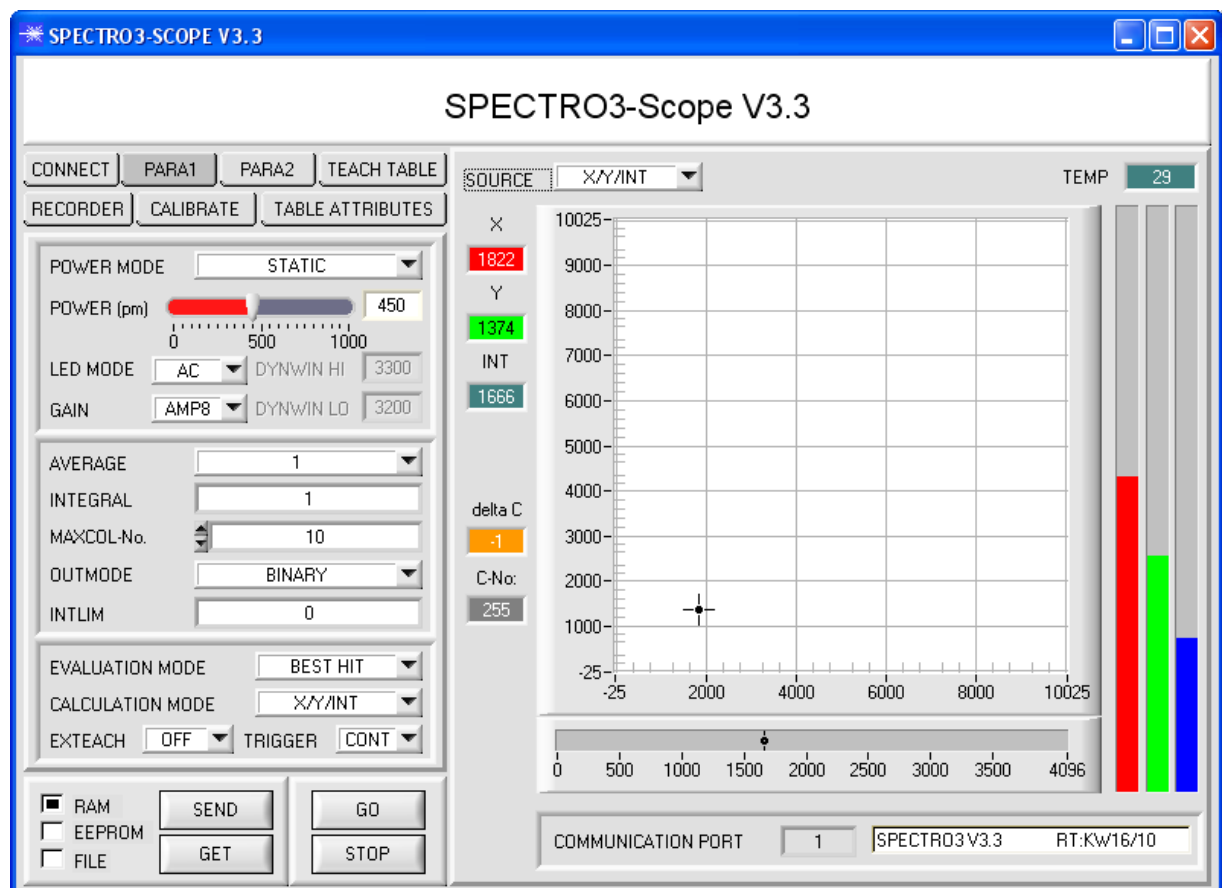 SPECTRO3-SCOPE V3.3
SPECTRO3-Scope V3.3
CONNECT PARA1 PARA2 TEACH TABLE
RECORDER CALIBRATE TABLE ATTRIBUTES
POWER MODE STATIC
POWER (pm) 450
0 500 1000
LED MODE AC DYNWIN HI 3300
GAIN AMP8 DYNWIN LO 3200
AVERAGE 1
INTEGRAL 1
MAXCOL-No. 10
OUTMODE BINARY
INTLIM 0
EVALUATION MODE BEST HIT
CALCULATION MODE X/Y/INT
EXTEACH OFF TRIGGER CONT
RAM
EEPROM
FILE
SEND
GET
GO
STOP
SOURCE X/Y/INT
TEMP 29
X
1822
Y
1374
INT
1666
delta C
-1
C-No:
255
10025
9000
8000
7000
6000
5000
4000
3000
2000
1000
-25
-25 2000 4000 6000 8000 10025
0 500 1000 1500 2000 2500 3000 3500 4096
COMMUNICATION PORT 1 SPECTRO3 V3.3 RT:KW16/10